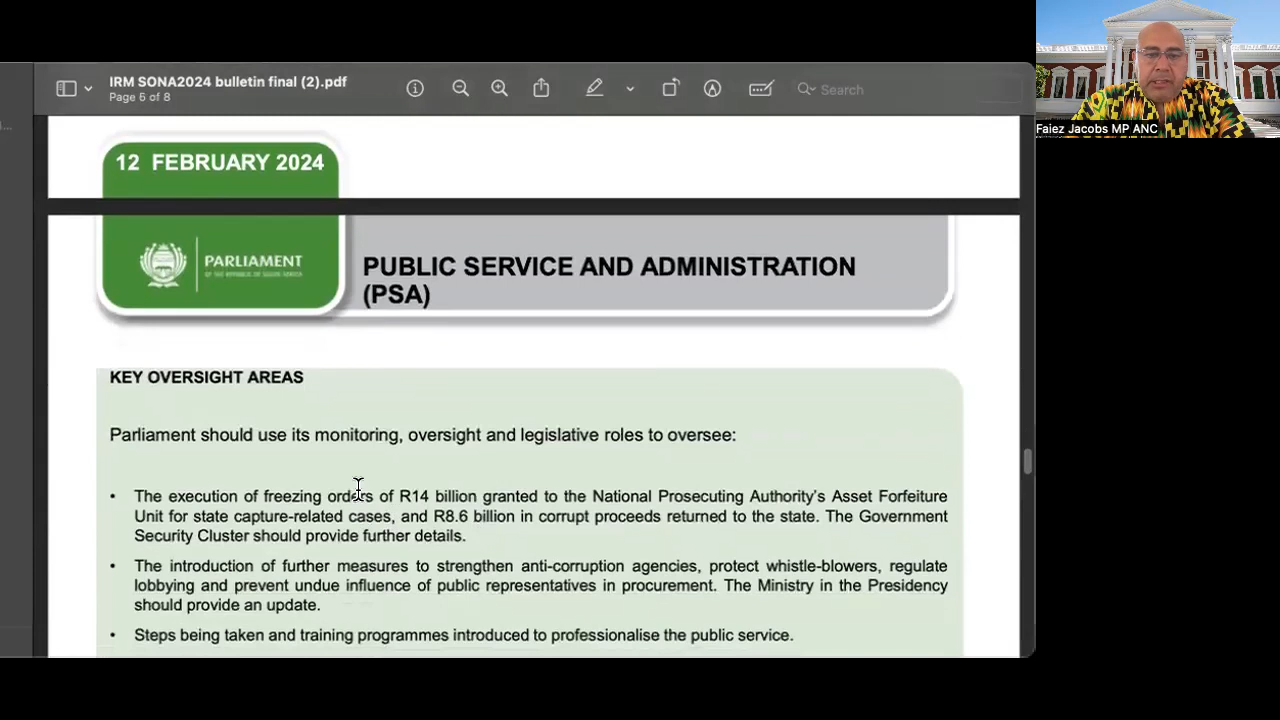 IRM SONA2024 bulletin final (2).pdf
Page 6 of 8
Search
Faiez Jacobs MP ANC
12 FEBRUARY 2024
PARLIAMENT
OF THE REPUBLIC OF SOUTH AFRICA
PUBLIC SERVICE AND ADMINISTRATION
(PSA)
KEY OVERSIGHT AREAS
Parliament should use its monitoring, oversight and legislative roles to oversee:
• The execution of freezing orders of R14 billion granted to the National Prosecuting Authority's Asset Forfeiture
Unit for state capture-related cases, and R8.6 billion in corrupt proceeds returned to the state. The Government
Security Cluster should provide further details.
• The introduction of further measures to strengthen anti-corruption agencies, protect whistle-blowers, regulate
lobbying and prevent undue influence of public representatives in procurement. The Ministry in the Presidency
should provide an update.
• Steps being taken and training programmes introduced to professionalise the public service.